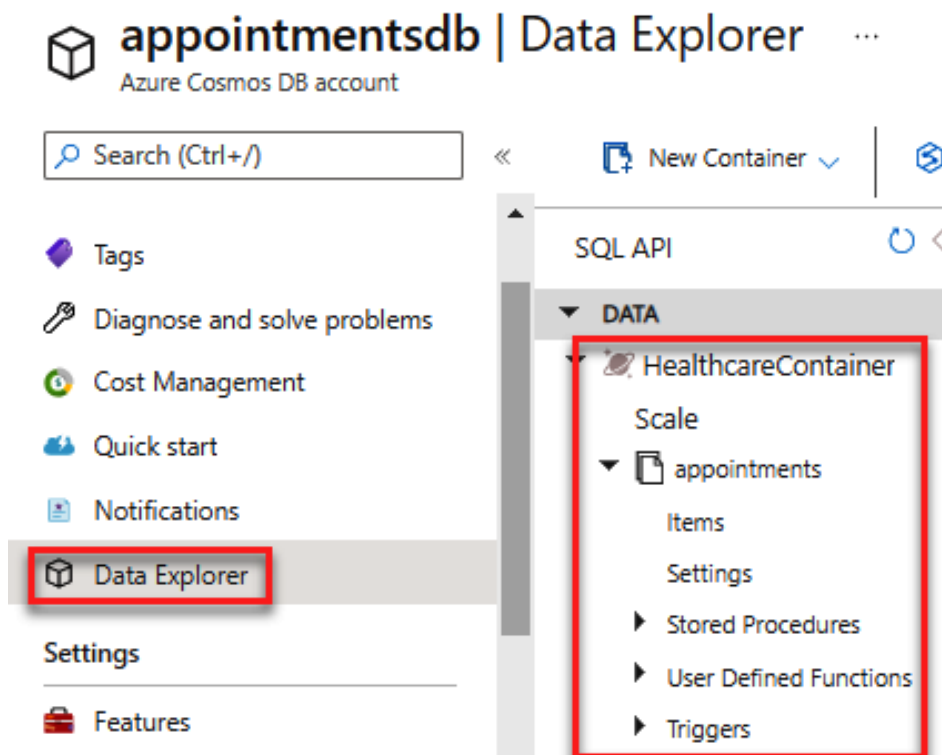 appointmentsdb | Data Explorer ...
Azure Cosmos DB account
Search (Ctrl+/)
«
New Container
Tags
Diagnose and solve problems
Cost Management
Quick start
Notifications
Data Explorer
Settings
Features
SQL API
DATA
HealthcareContainer
Scale
appointments
Items
Settings
Stored Procedures
User Defined Functions
Triggers